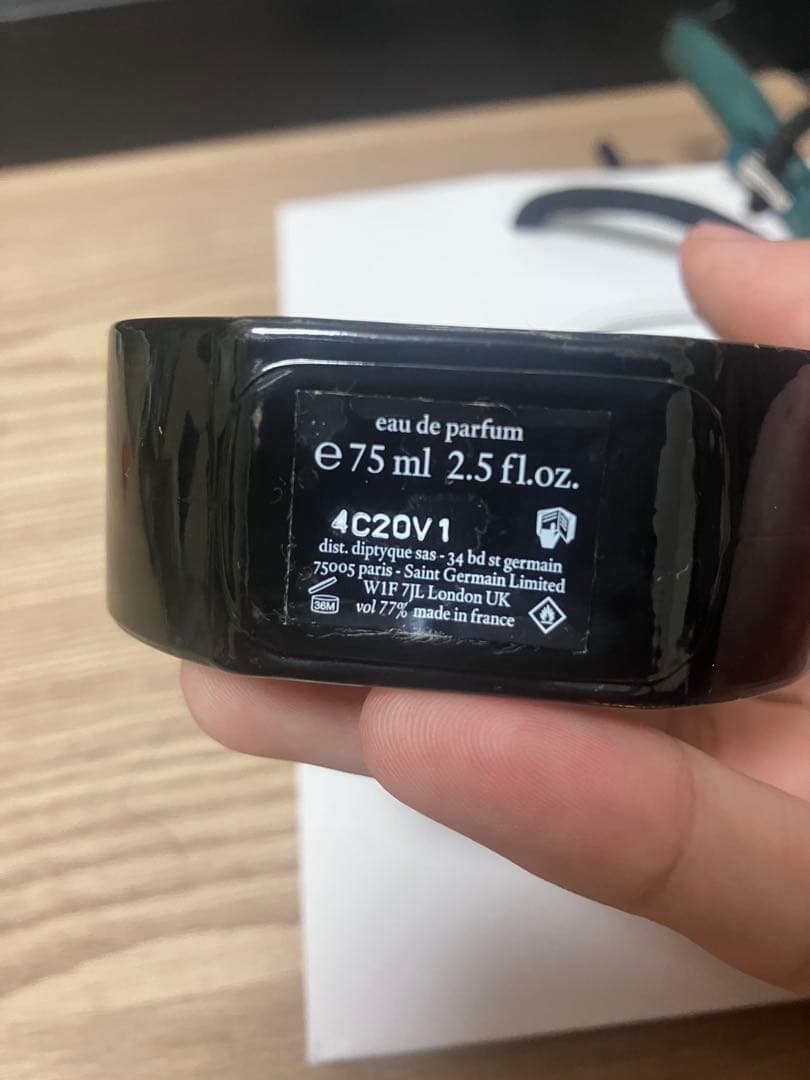 eau de parfum
℮ 75 ml 2.5 fl.oz.
4C20V1
dist. diptyque sas - 34 bd st germain
75005 paris - Saint Germain Limited
W1F 7JL London UK
36M
vol 77% made in france